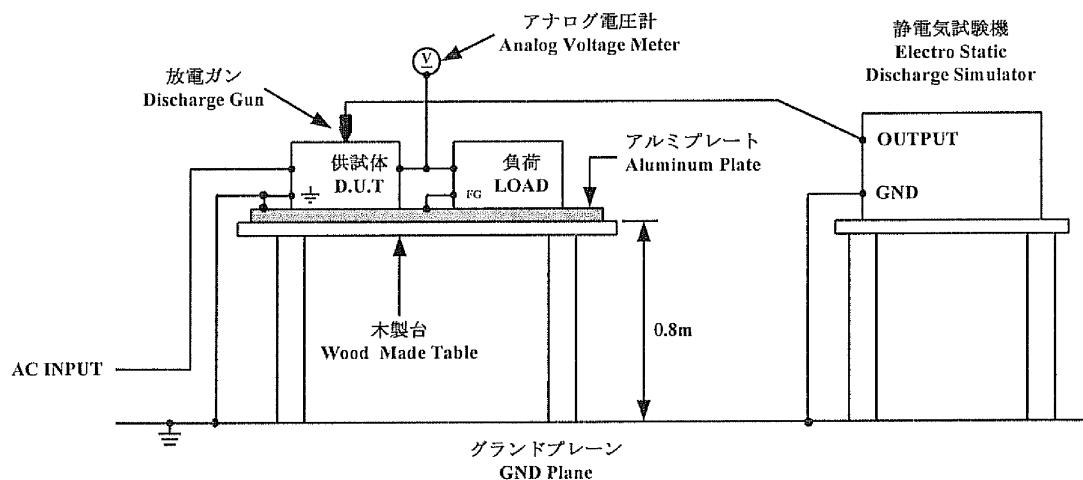 アナログ電圧計
Analog Voltage Meter
静電気試験機
Electro Static
Discharge Simulator
放電ガン
Discharge Gun
V
供試体
D.U.T
負荷
LOAD
FG
アルミプレート
Aluminum Plate
OUTPUT
GND
木製台
Wood Made Table
0.8m
AC INPUT
グランドプレーン
GND Plane